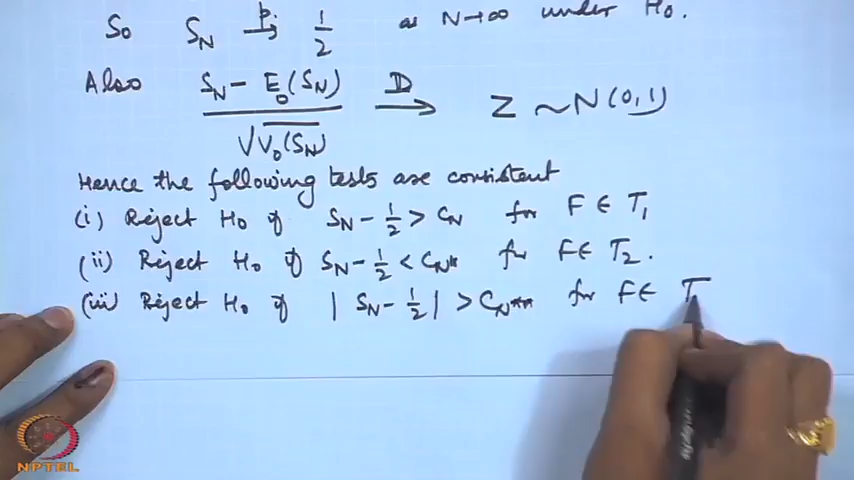 So S_N →^p. 1/2 as N→∞ under H₀.
Also (S_N − E₀(S_N)) / √V₀(S_N) →^D Z ~ N(0,1)
Hence the following tests are consistent
(i) Reject H₀ if S_N − 1/2 > C_N for F ∈ T₁
(ii) Reject H₀ if S_N − 1/2 < C_N* for F ∈ T₂.
(iii) Reject H₀ if | S_N − 1/2 | > C_N** for F ∈ T
NPTEL